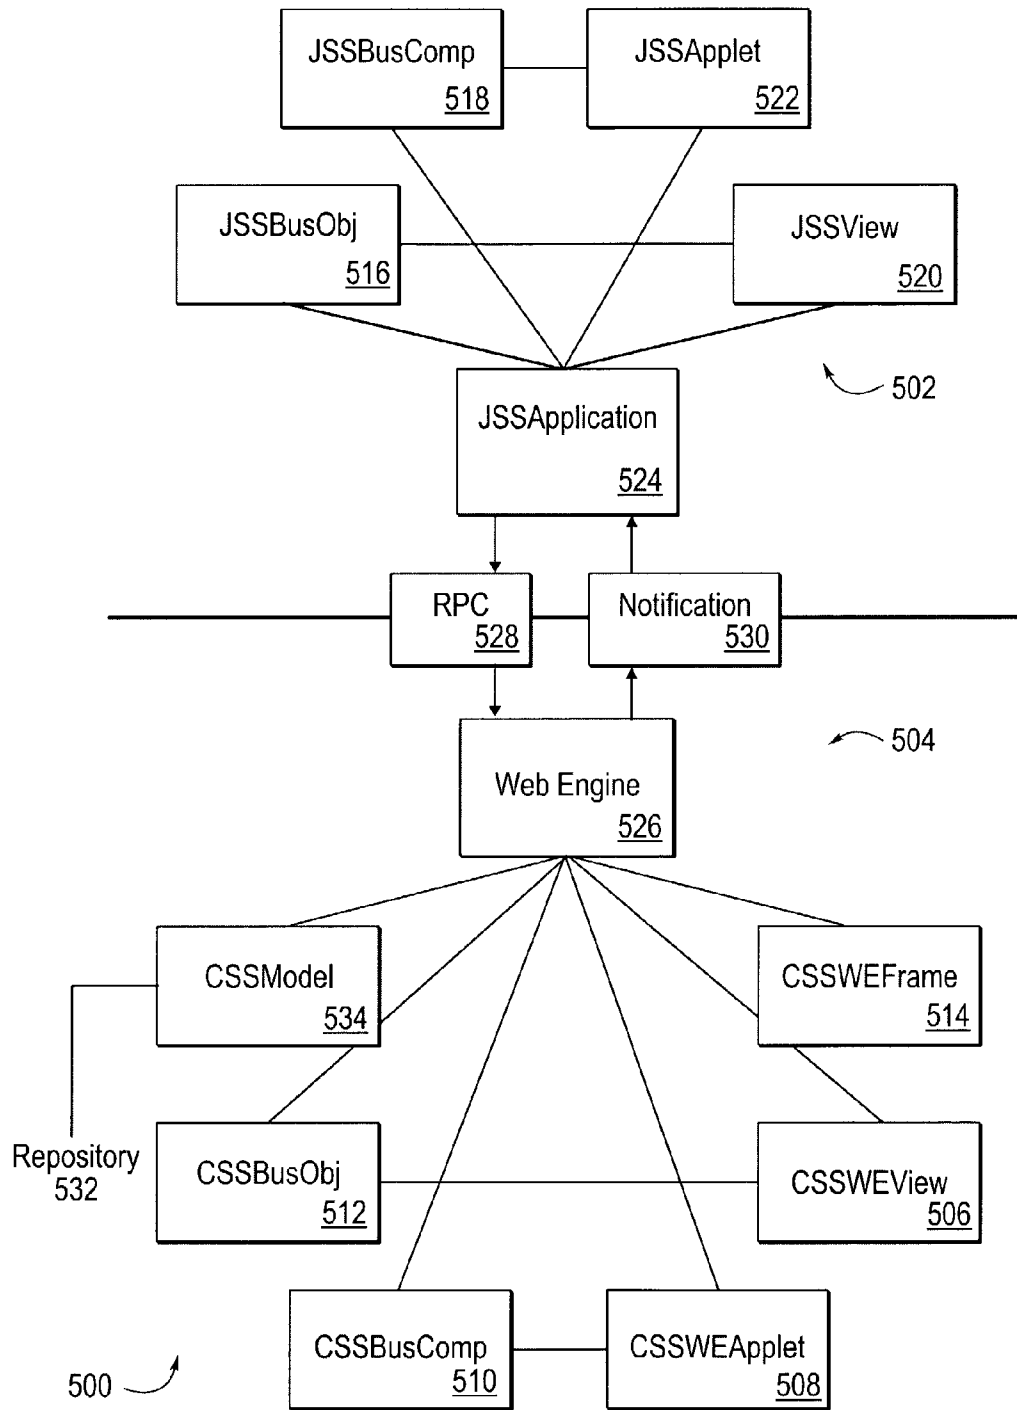 JSSBusComp
518
JSSApplet
522
JSSBusObj
516
JSSView
520
502
JSSApplication
524
RPC
528
Notification
530
504
Web Engine
526
CSSModel
534
CSSWEFrame
514
Repository
532
CSSBusObj
512
CSSWEView
506
CSSBusComp
510
CSSWEApplet
508
500